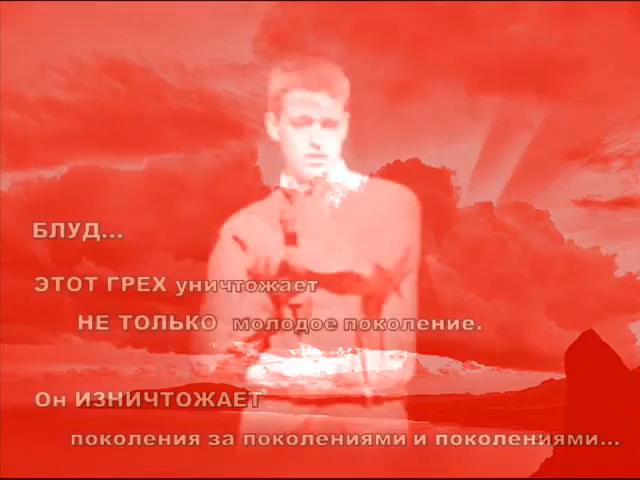 БЛУД...
ЭТОТ ГРЕХ уничтожает
НЕ ТОЛЬКО молодое поколение.
Он ИЗНИЧТОЖАЕТ
поколения за поколениями и поколениями...